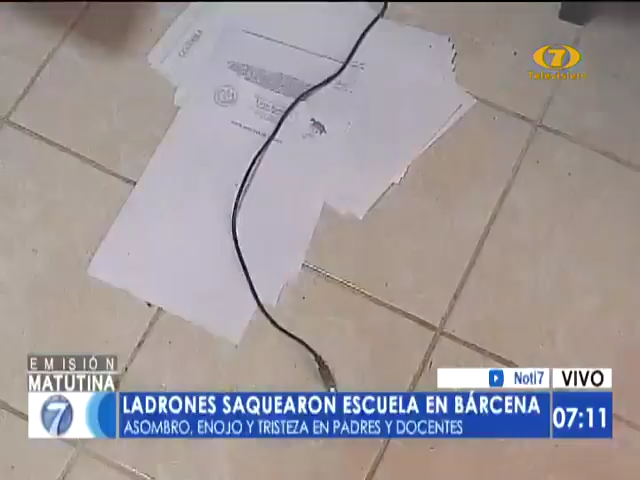 7
Televisión
EMISIÓN
MATUTINA
7
Noti7
VIVO
LADRONES SAQUEARON ESCUELA EN BÁRCENA
07:11
ASOMBRO, ENOJO Y TRISTEZA EN PADRES Y DOCENTES